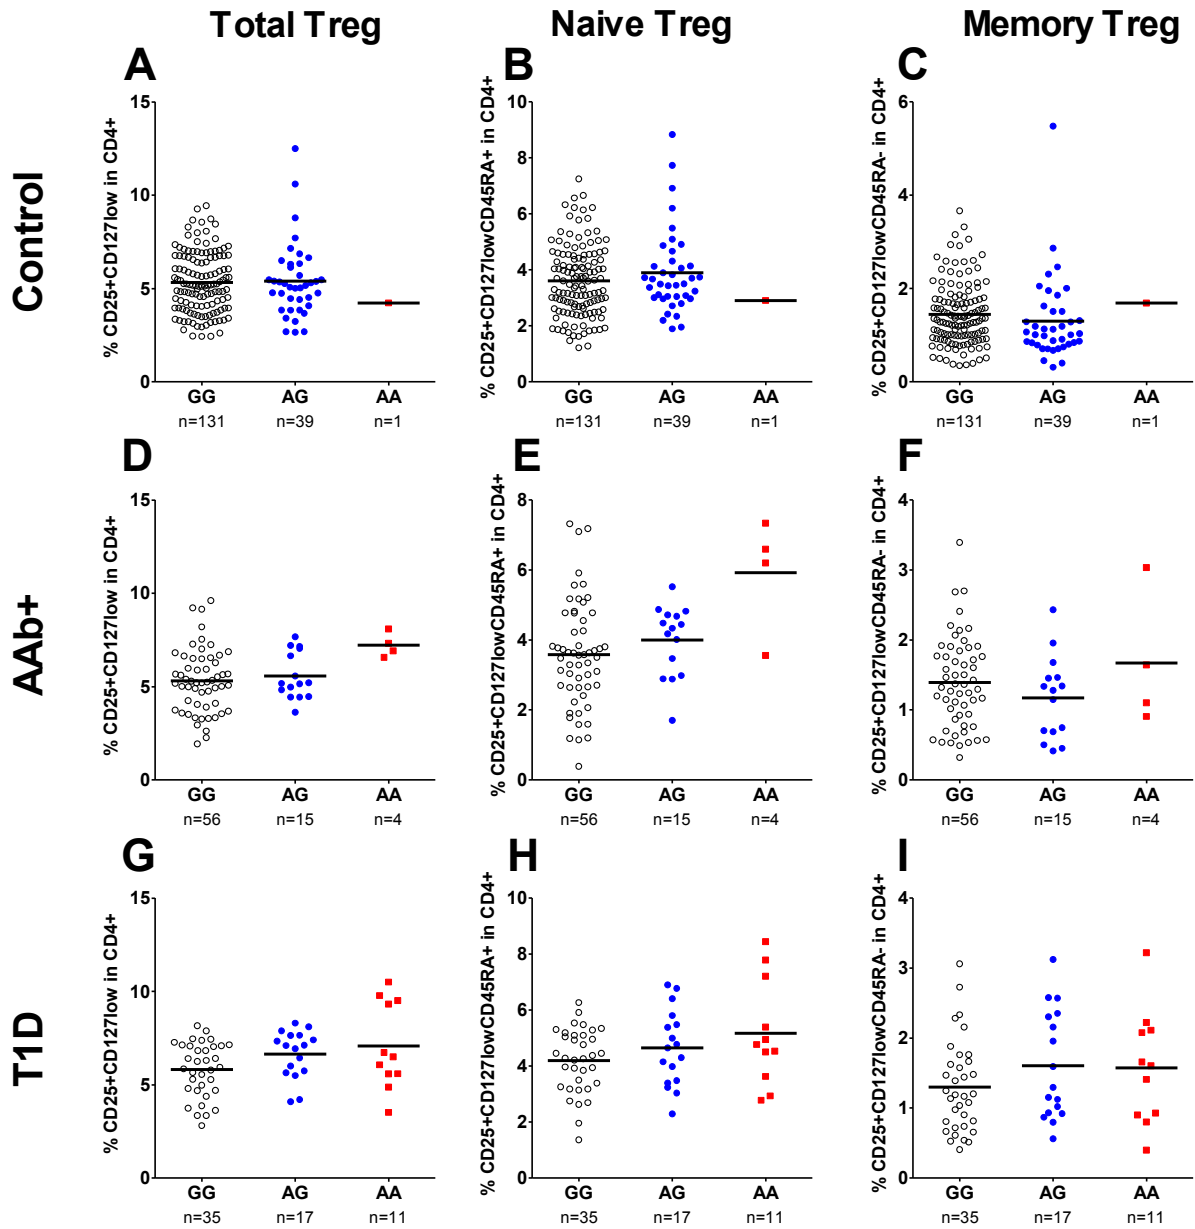 Total Treg
Naive Treg
Memory Treg
Control
A
% CD25+CD127low in CD4+
15
10
5
0
GG
AG
AA
n=131
n=39
n=1
B
% CD25+CD127lowCD45RA+ in CD4+
10
8
6
4
2
0
GG
AG
AA
n=131
n=39
n=1
C
% CD25+CD127lowCD45RA- in CD4+
6
4
2
0
GG
AG
AA
n=131
n=39
n=1
AAb+
D
% CD25+CD127low in CD4+
15
10
5
0
GG
AG
AA
n=56
n=15
n=4
E
% CD25+CD127lowCD45RA+ in CD4+
8
6
4
2
0
GG
AG
AA
n=56
n=15
n=4
F
% CD25+CD127lowCD45RA- in CD4+
4
3
2
1
0
GG
AG
AA
n=56
n=15
n=4
T1D
G
% CD25+CD127low in CD4+
15
10
5
0
GG
AG
AA
n=35
n=17
n=11
H
% CD25+CD127lowCD45RA+ in CD4+
10
8
6
4
2
0
GG
AG
AA
n=35
n=17
n=11
I
% CD25+CD127lowCD45RA- in CD4+
4
3
2
1
0
GG
AG
AA
n=35
n=17
n=11